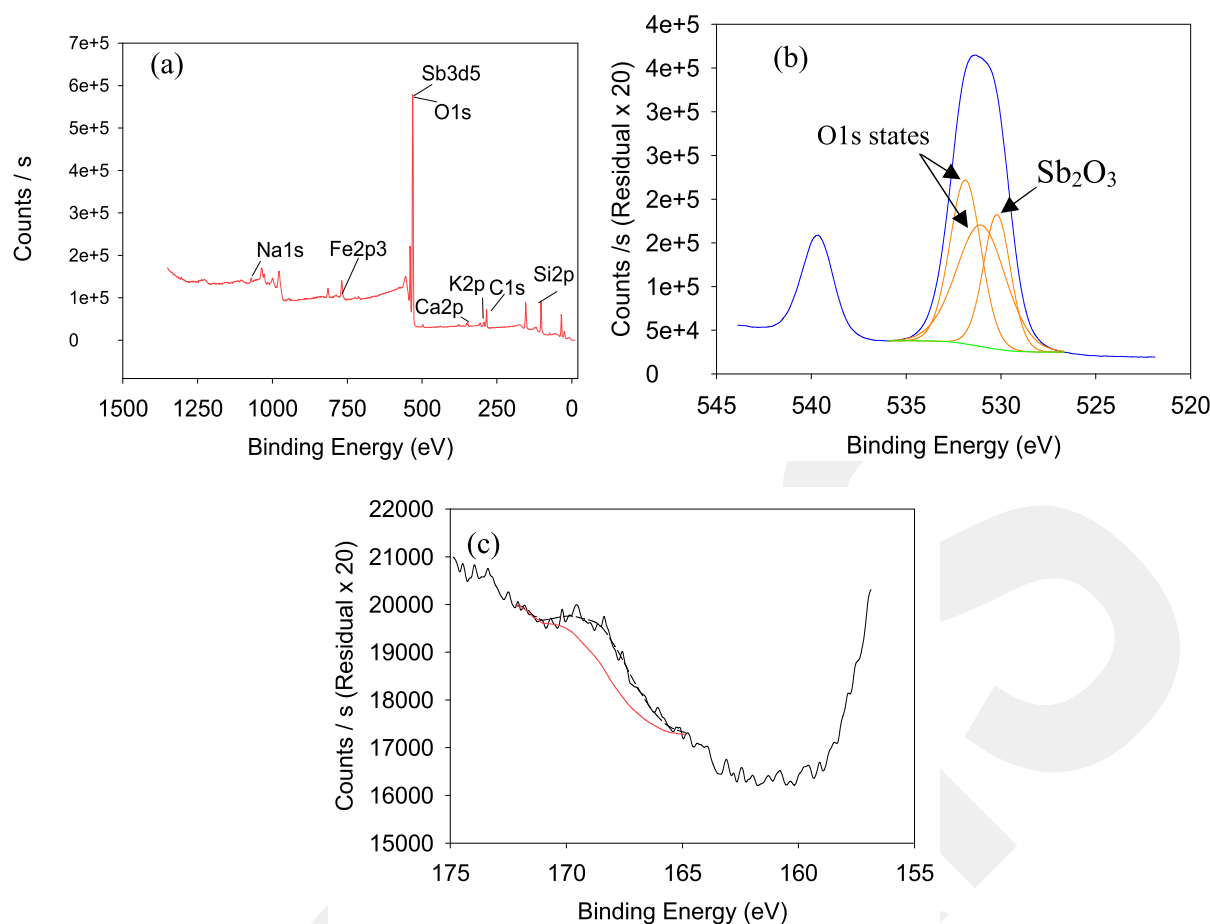 (a)
7e+5
6e+5
5e+5
4e+5
3e+5
2e+5
1e+5
0
Counts / s
Sb3d5
O1s
Na1s
Fe2p3
Ca2p
K2p
C1s
Si2p
1500 1250 1000 750 500 250 0
Binding Energy (eV)
(b)
4e+5
4e+5
3e+5
3e+5
2e+5
2e+5
1e+5
5e+4
0
Counts /s (Residual x 20)
O1s states
Sb₂O₃
545 540 535 530 525 520
Binding Energy (eV)
(c)
22000
21000
20000
19000
18000
17000
16000
15000
Counts / s (Residual x 20)
175 170 165 160 155
Binding Energy (eV)